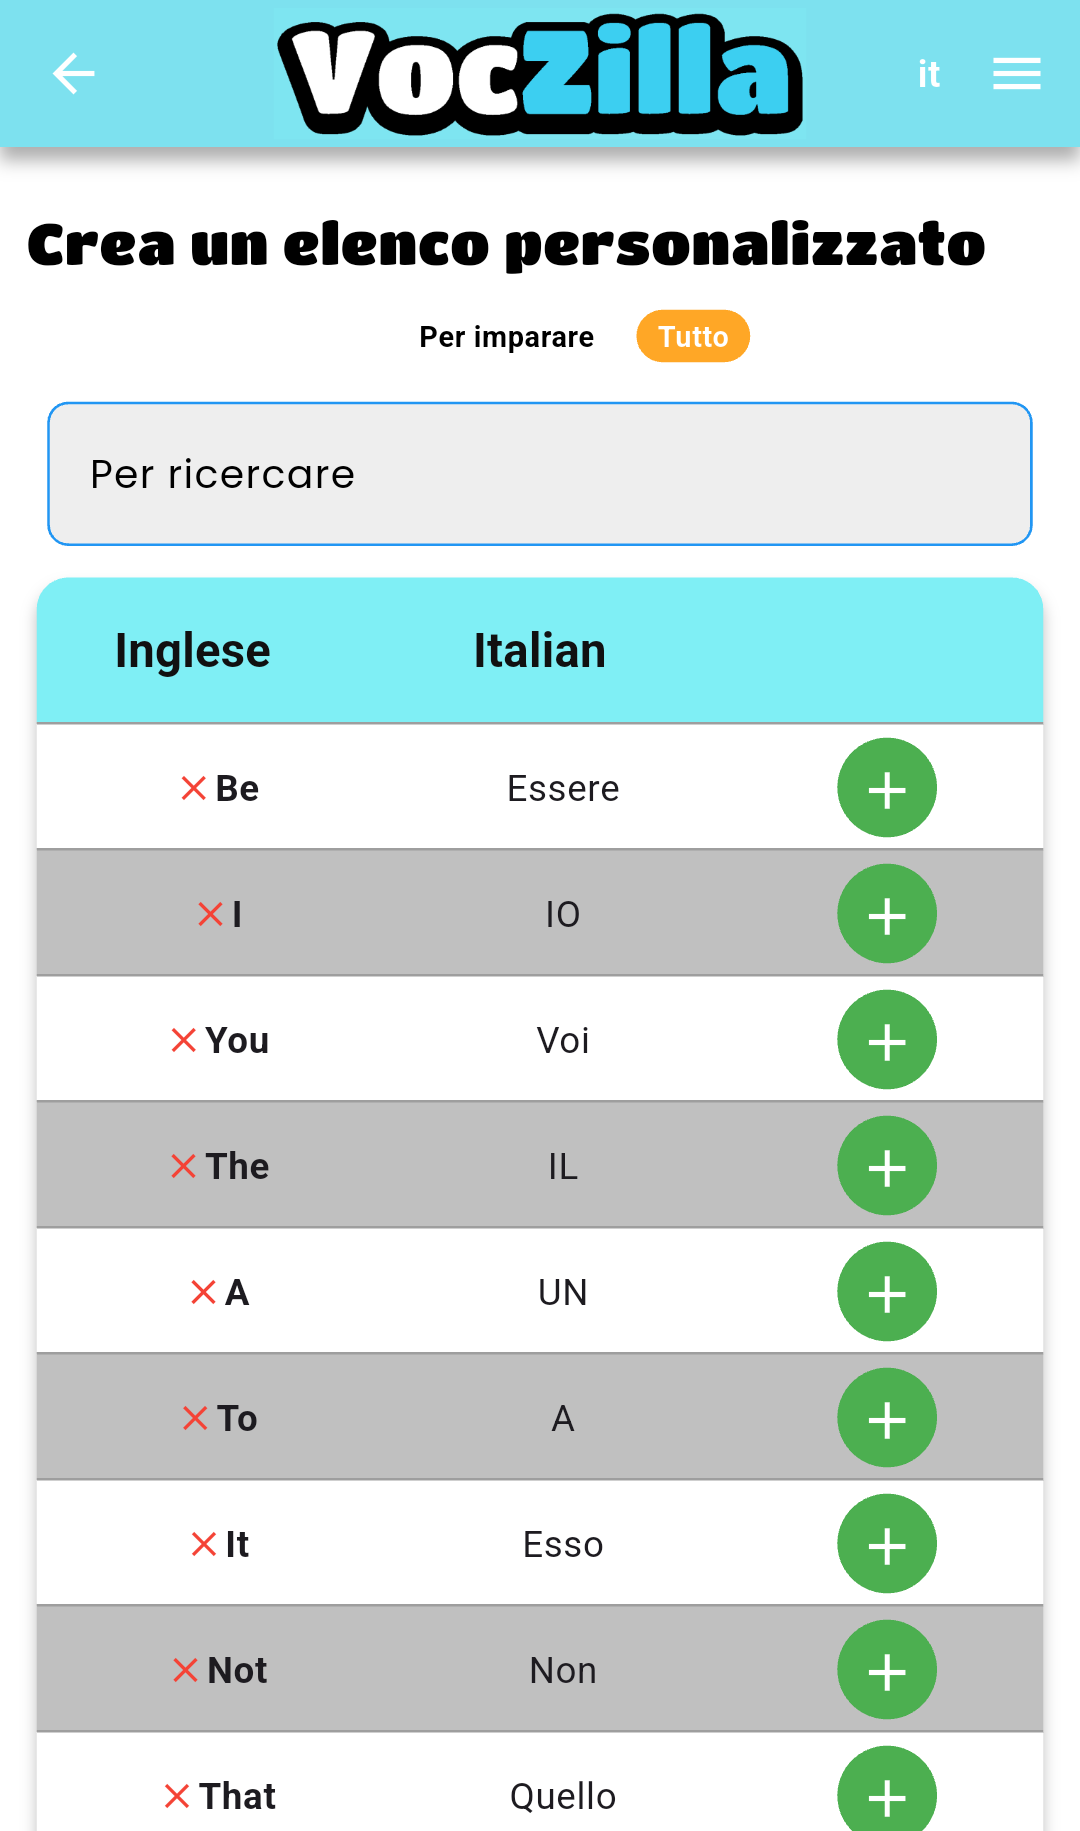 VocZilla
it
Crea un elenco personalizzato
Per imparare Tutto
Per ricercare
Inglese Italian
Be Essere
I IO
You Voi
The IL
A UN
To A
It Esso
Not Non
That Quello